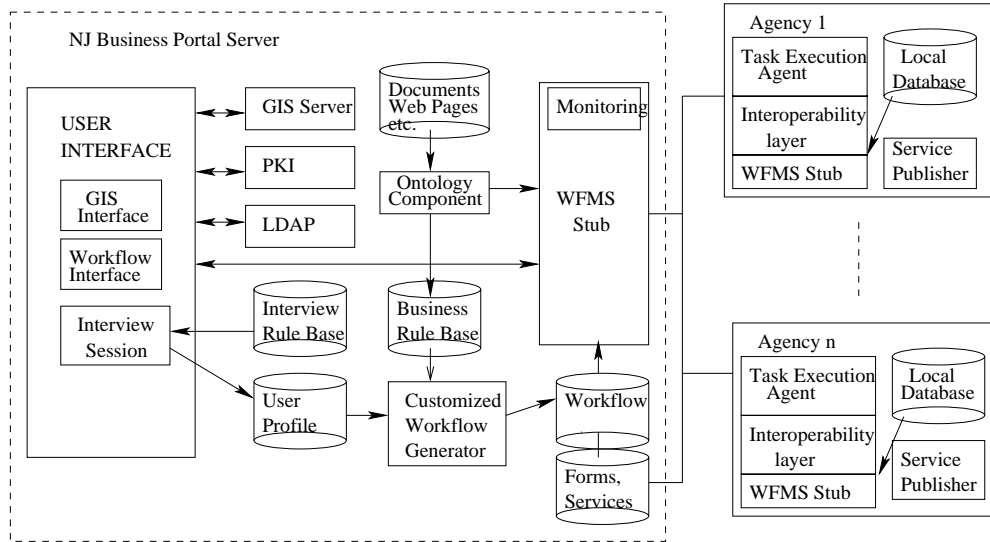 NJ Business Portal Server
USER
INTERFACE
GIS
Interface
Workflow
Interface
Interview
Session
GIS Server
PKI
LDAP
Documents
Web Pages
etc.
Ontology
Component
Interview
Rule Base
Business
Rule Base
User
Profile
Customized
Workflow
Generator
Monitoring
WFMS
Stub
Workflow
Forms,
Services
Agency 1
Task Execution
Agent
Interoperability
layer
WFMS Stub
Local
Database
Service
Publisher
Agency n
Task Execution
Agent
Interoperability
layer
WFMS Stub
Local
Database
Service
Publisher